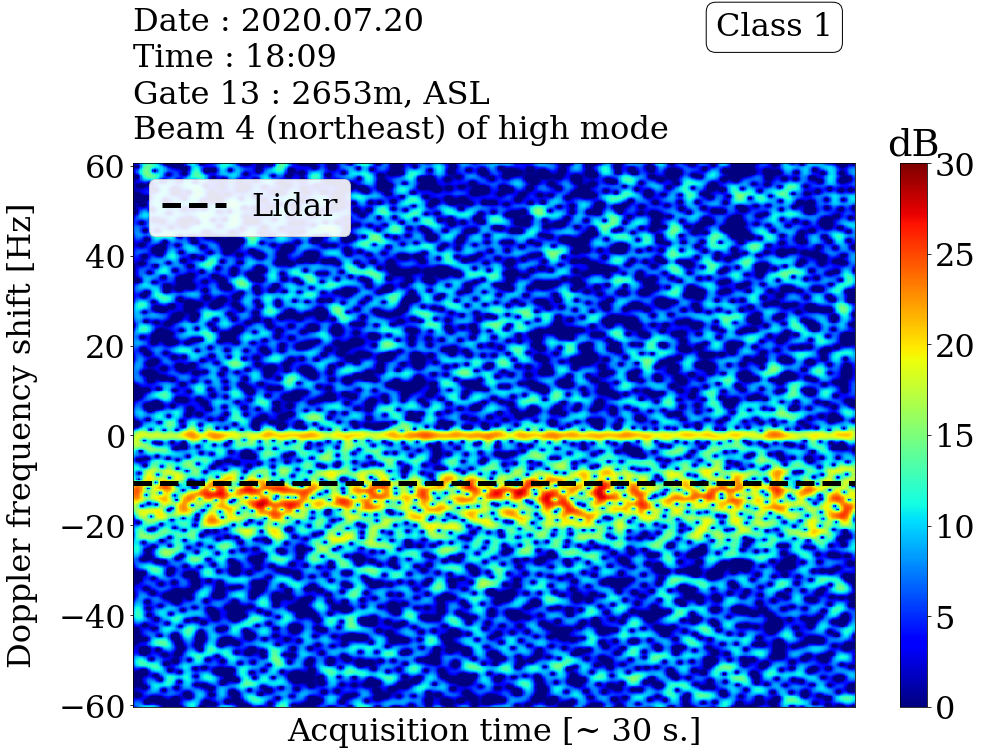 Date : 2020.07.20
Class 1
Time : 18:09
Gate 13 : 2653m, ASL
Beam 4 (northeast) of high mode
dB
Lidar
60
40
20
0
−20
−40
−60
Doppler frequency shift [Hz]
Acquisition time [~ 30 s.]
30
25
20
15
10
5
0